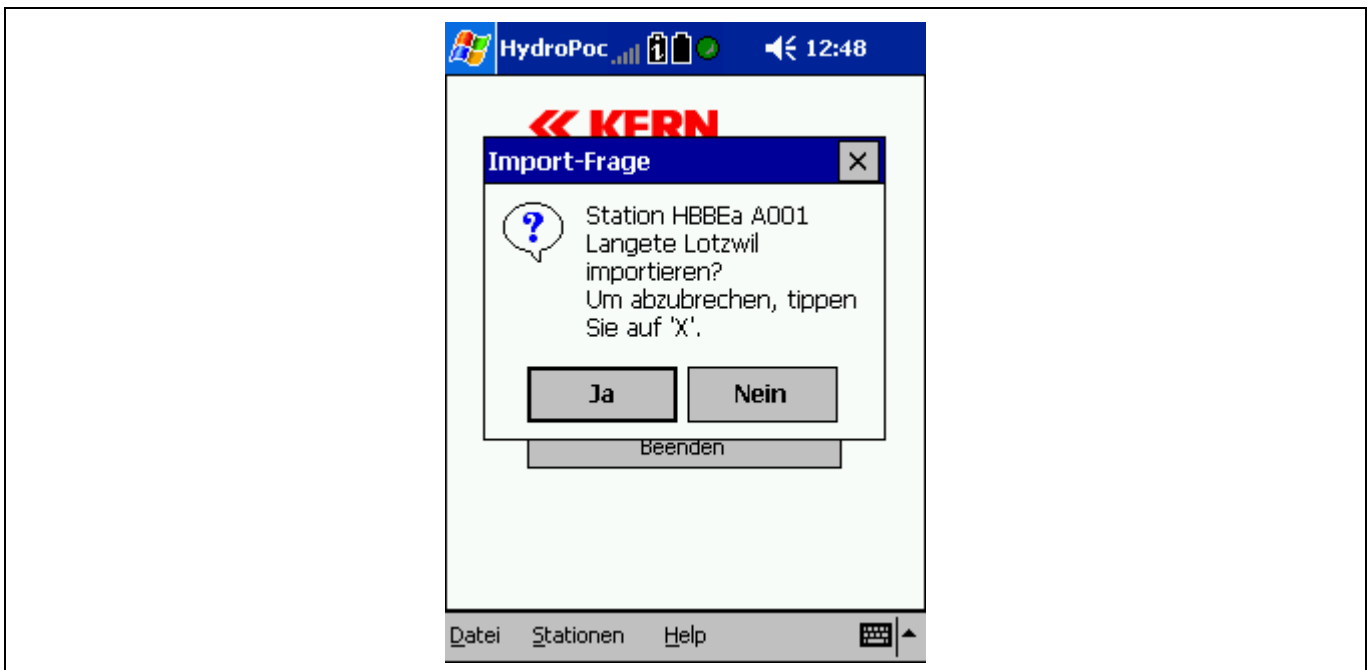 HydroPoc 12:48
KERN
Import-Frage
Station HBBEa A001
Langete Lotzwil
importieren?
Um abzubrechen, tippen
Sie auf 'X'.
Ja Nein
Beenden
Datei Stationen Help